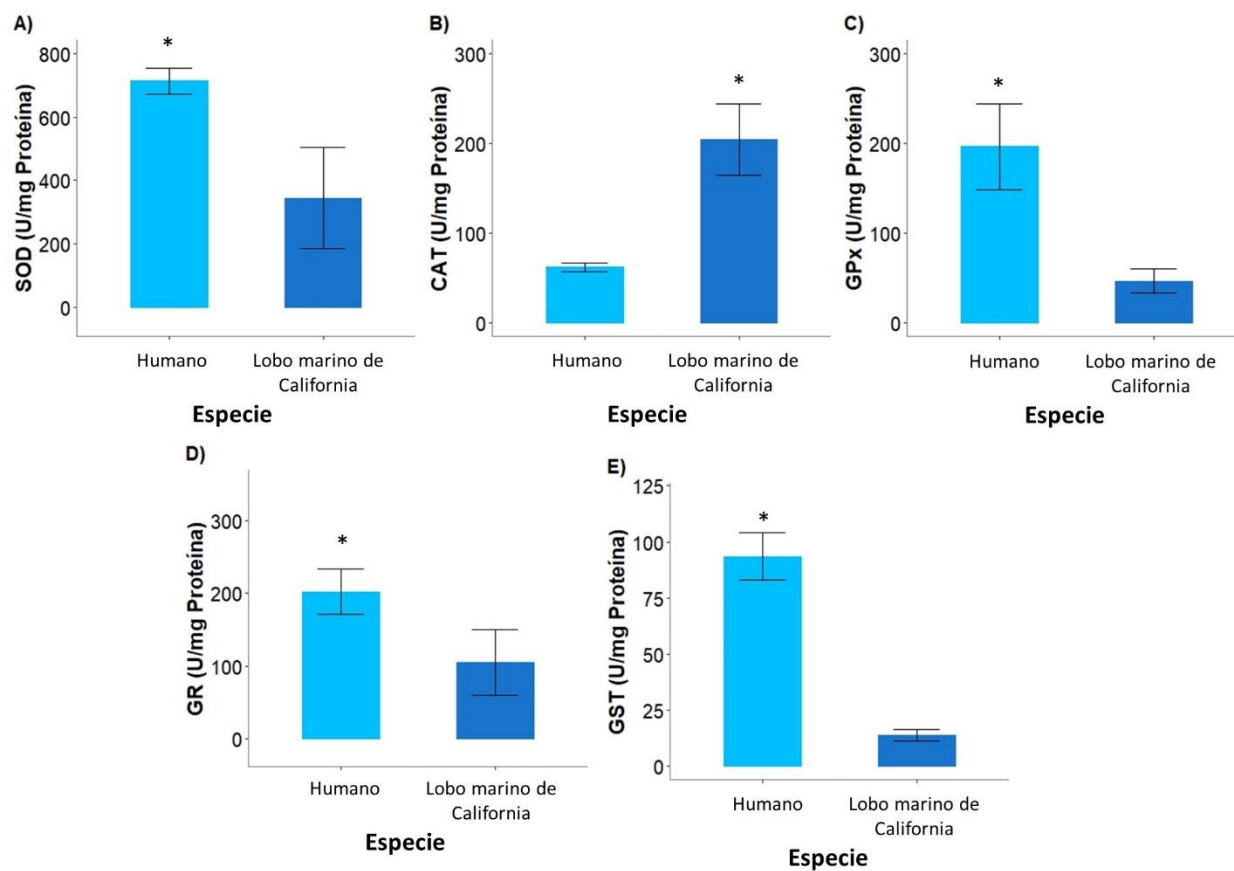 A)
*
SOD (U/mg Proteína)
800
600
400
200
0
Humano
Lobo marino de
California
Especie
B)
*
CAT (U/mg Proteína)
300
200
100
0
Humano
Lobo marino de
California
Especie
C)
*
GPx (U/mg Proteína)
300
200
100
0
Humano
Lobo marino de
California
Especie
D)
*
GR (U/mg Proteína)
300
200
100
0
Humano
Lobo marino de
California
Especie
E)
*
GST (U/mg Proteína)
125
100
75
50
25
0
Humano
Lobo marino de
California
Especie